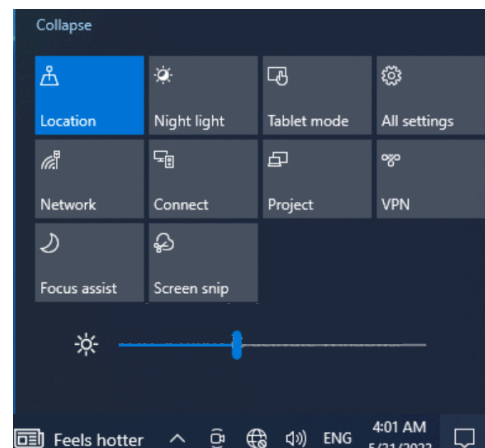 Collapse
Location Night light Tablet mode All settings
Network Connect Project VPN
Focus assist Screen snip
Feels hotter ENG 4:01 AM